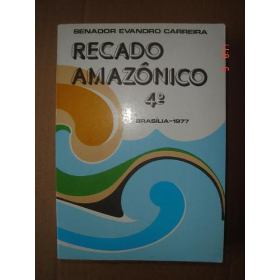 SENADOR EVANDRO CARREIRA
RECADO
AMAZÔNICO
4º
BRASÍLIA-1977